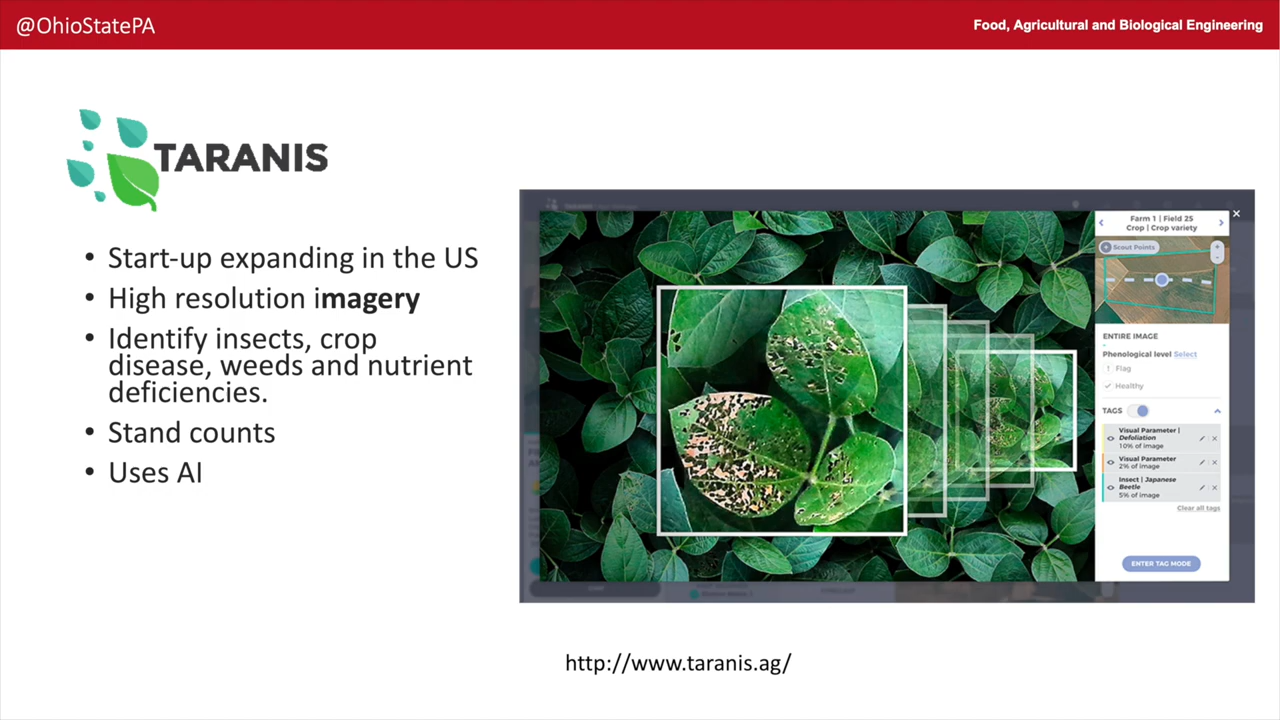 @OhioStatePA
Food, Agricultural and Biological Engineering
TARANIS
• Start-up expanding in the US
• High resolution imagery
• Identify insects, crop
disease, weeds and nutrient
deficiencies.
• Stand counts
• Uses AI
Farm 1 | Field 25
Crop | Crop variety
Scout Points
ENTIRE IMAGE
Phenological level Select
! Flag
Healthy
TAGS
Visual Parameter |
Defoliation
10% of image
Visual Parameter
2% of image
Insect | Japanese
Beetle
5% of image
Clear all tags
ENTER TAG MODE
http://www.taranis.ag/